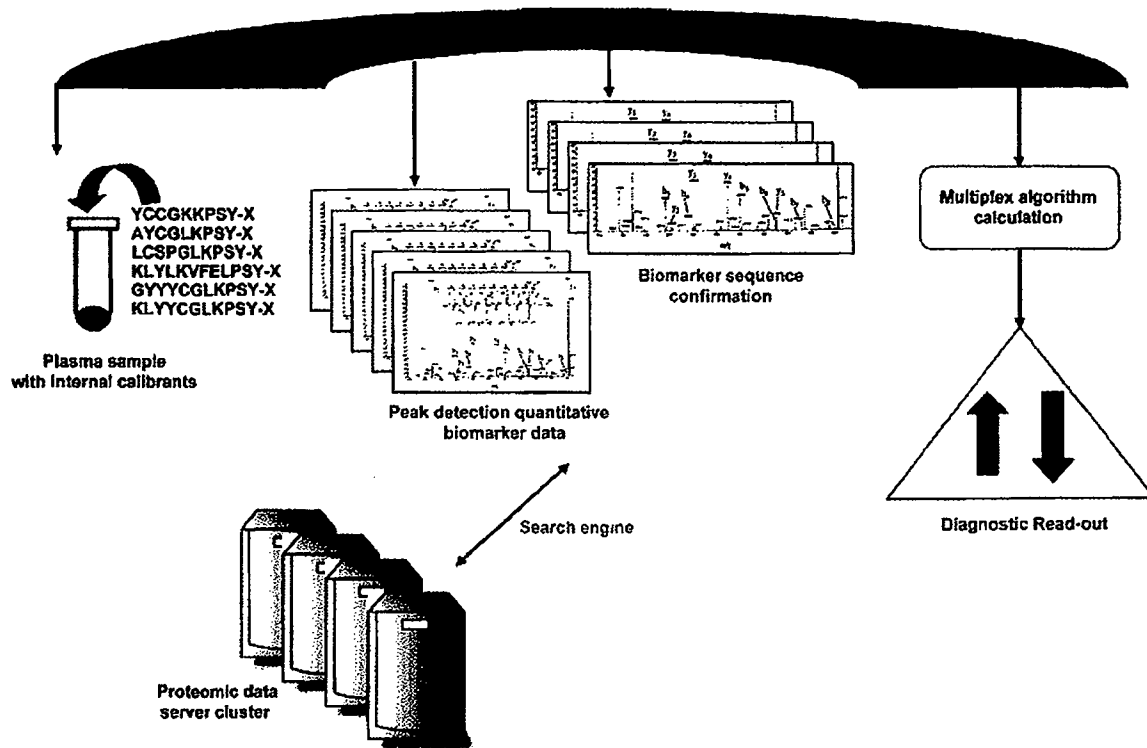 YCCGKKPSY-X
AYCGLKPSY-X
LCSPGLKPSY-X
KLYLKVFELPSY-X
GYYYCGLKPSY-X
KLYYCGLKPSY-X
Plasma sample
with internal calibrants
Peak detection quantitative
biomarker data
Biomarker sequence
confirmation
Multiplex algorithm
calculation
Diagnostic Read-out
Search engine
Proteomic data
server cluster